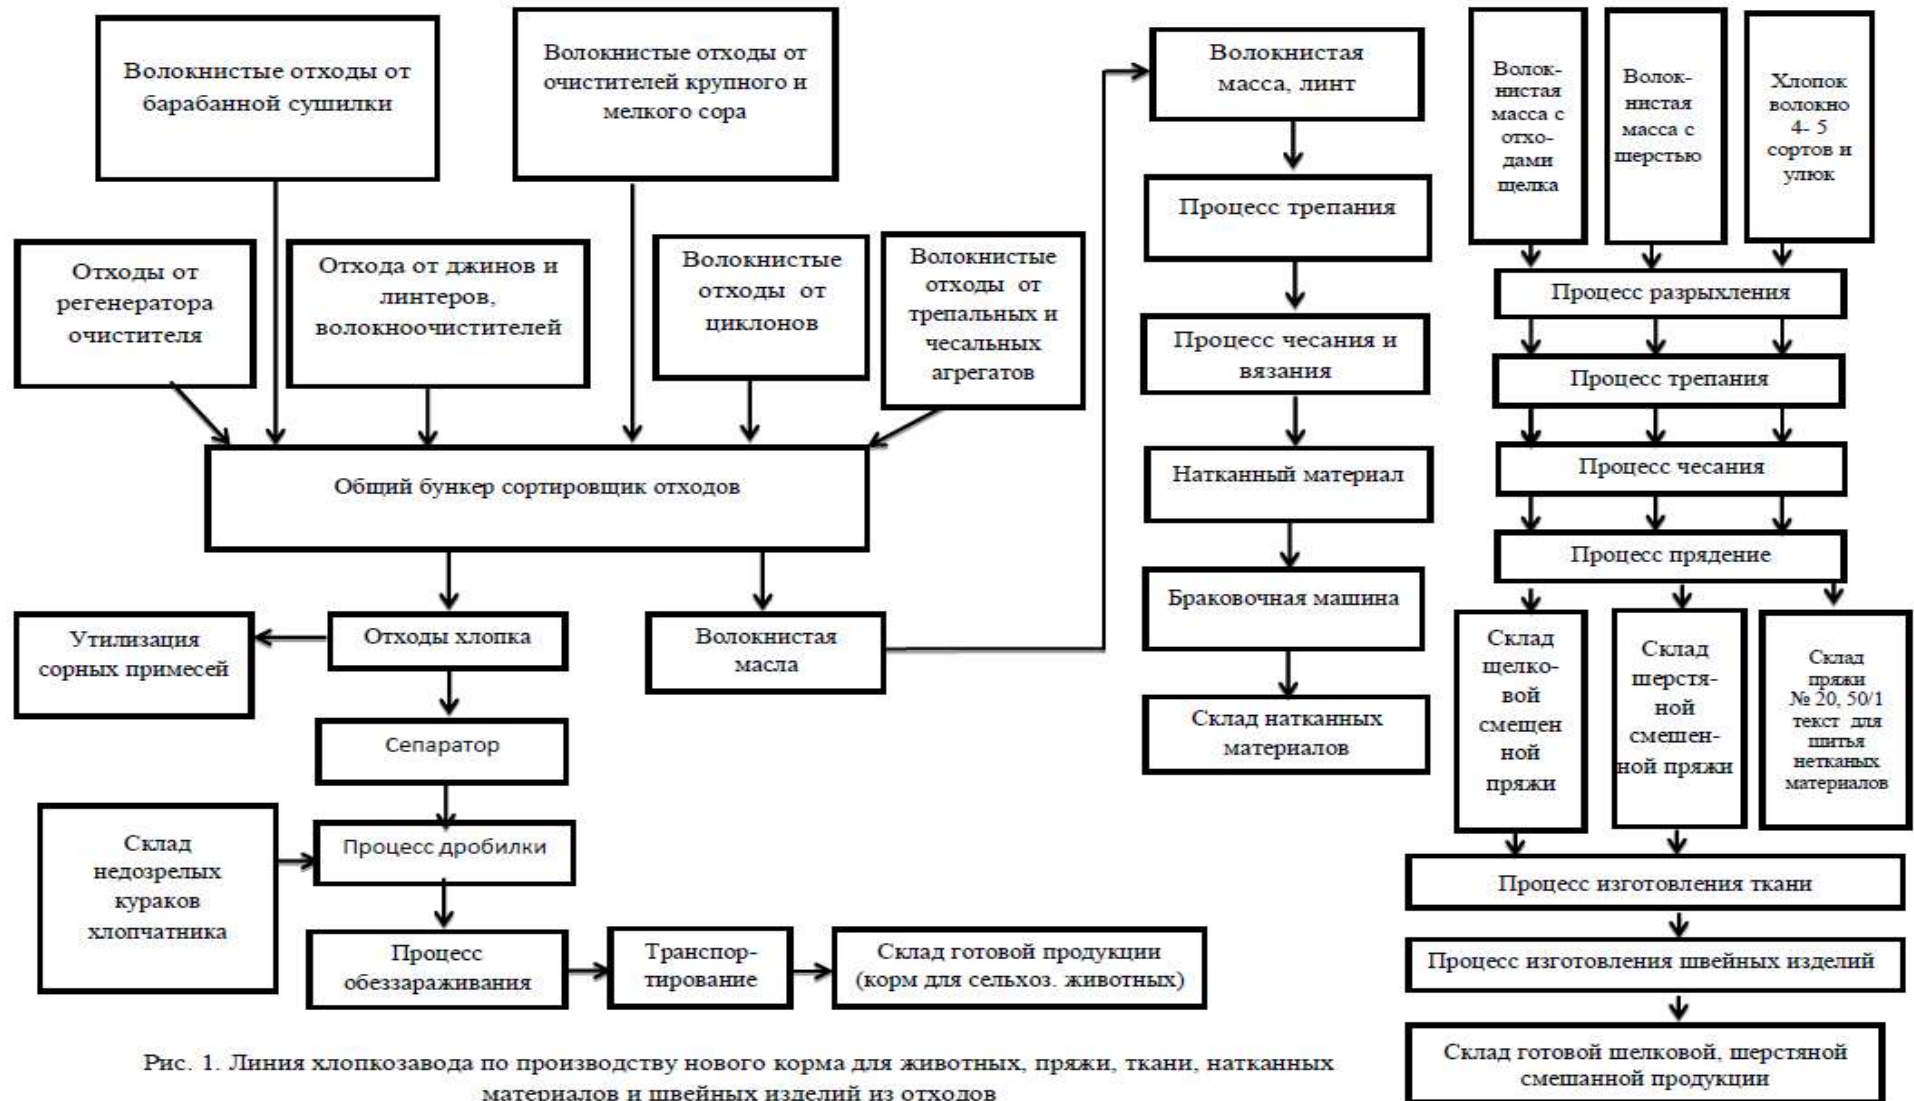 Волокнистые отходы от
барабанной сушилки
Волокнистые отходы от
очистителей крупного и
мелкого сора
Отходы от
регенератора
очистителя
Отхода от джинов и
линтеров,
волокноочистителей
Волокнистые
отходы от
циклонов
Волокнистые
отходы от
трепальных и
чесальных
агрегатов
Общий бункер сортировщик отходов
Утилизация
сорных примесей
Отходы хлопка
Волокнистая
масла
Сепаратор
Склад
недозрелых
кураков
хлопчатника
Процесс дробилки
Процесс
обеззараживания
Транспор-
тирование
Склад готовой продукции
(корм для сельхоз. животных)
Волокнистая
масса, линт
Процесс трепания
Процесс чесания и
вязания
Натканный материал
Браковочная машина
Склад натканных
материалов
Волок-
нистая
масса с
отхо-
дами
щелка
Волок-
нистая
масса с
шерстью
Хлопок
волокно
4- 5
сортов и
улюк
Процесс разрыхления
Процесс трепания
Процесс чесания
Процесс прядение
Склад
щелко-
вой
смещен
ной
пряжи
Склад
шерстя-
ной
смешен-
ной пряжи
Склад
пряжи
№ 20, 50/1
текст для
шитья
нетканых
материалов
Процесс изготовления ткани
Процесс изготовления швейных изделий
Склад готовой шелковой, шерстяной
смешанной продукции
Рис. 1. Линия хлопкозавода по производству нового корма для животных, пряжи, ткани, натканных
материалов и швейных изделий из отходов